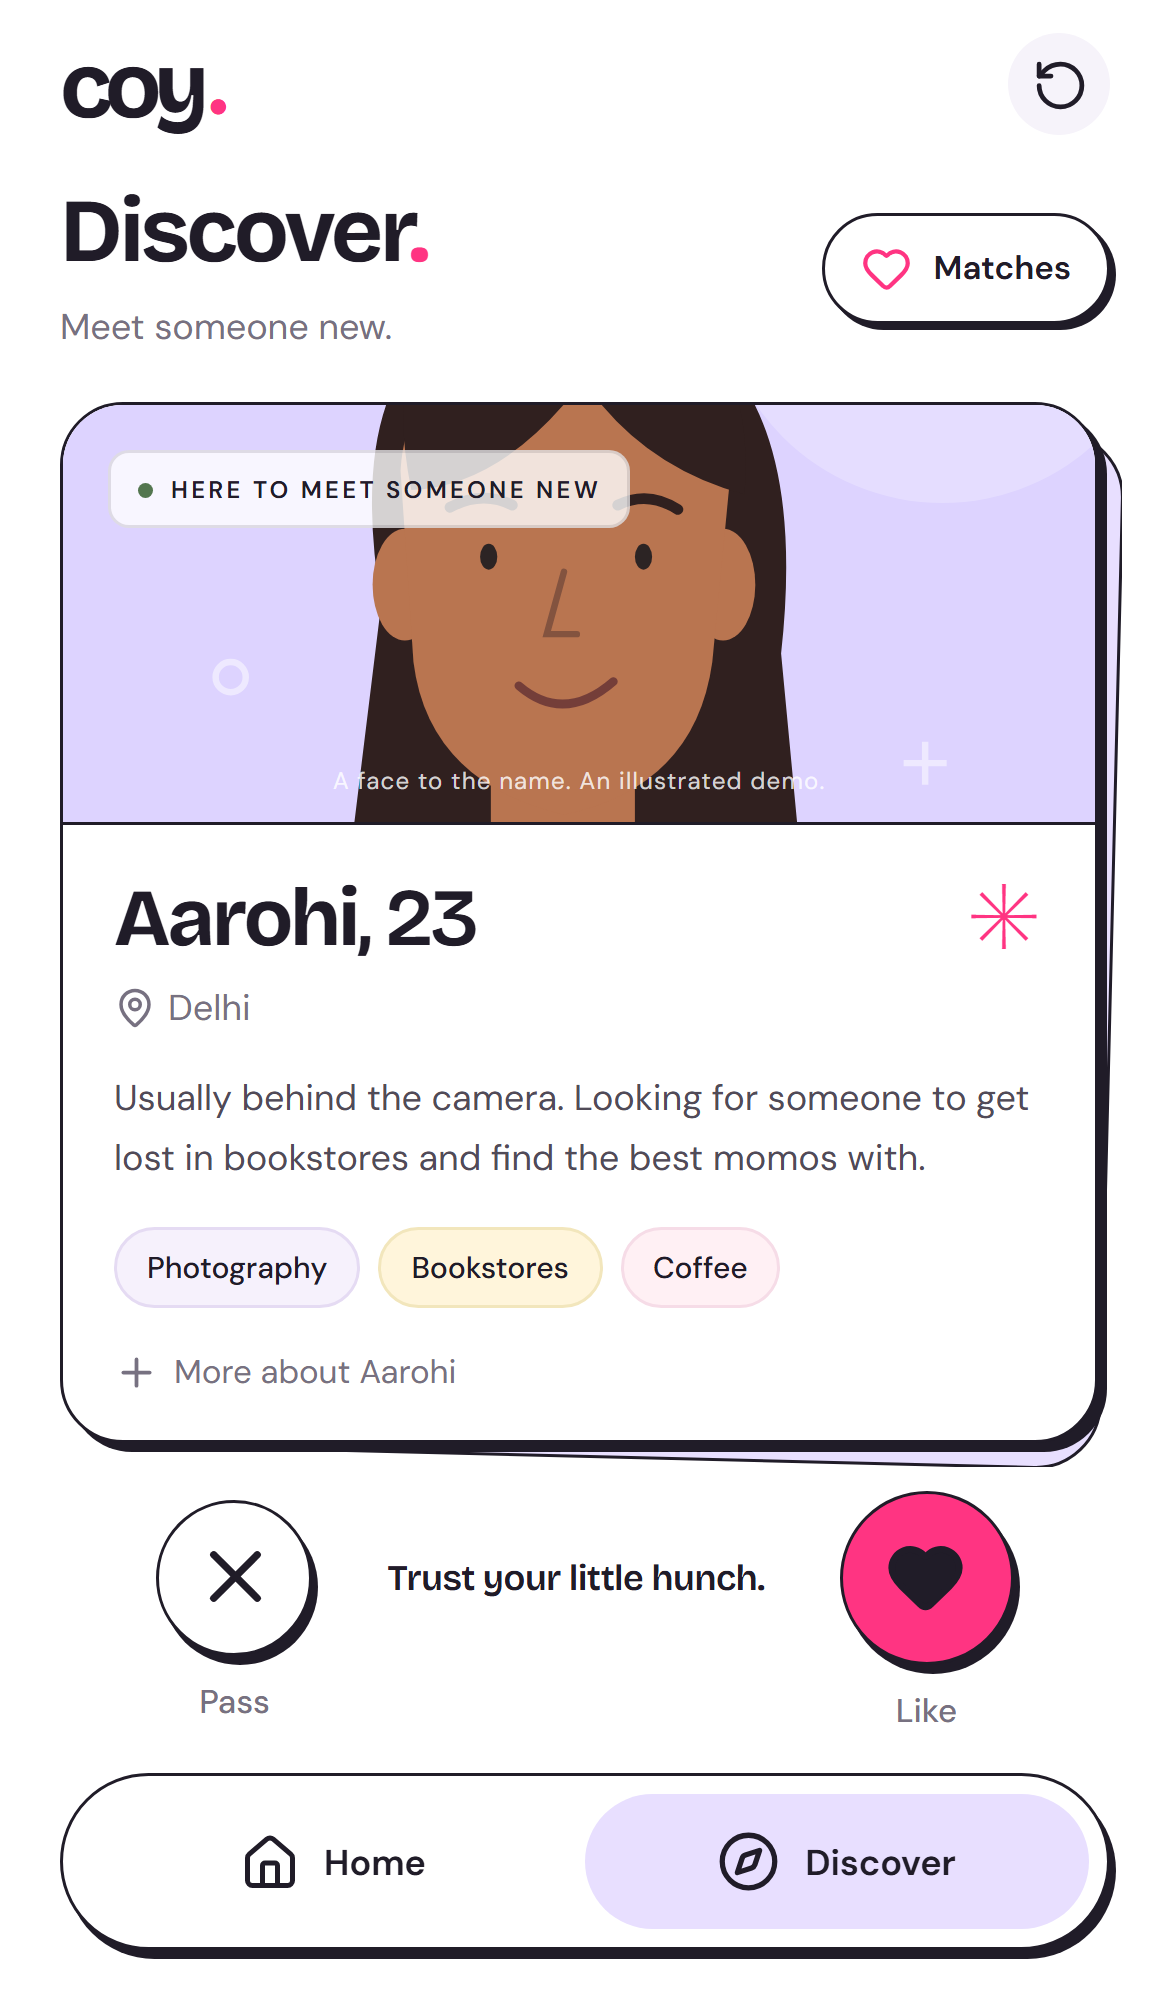 coy.
Discover.
Meet someone new.
Matches
HERE TO MEET SOMEONE NEW
A face to the name. An illustrated demo.
Aarohi, 23
Delhi
Usually behind the camera. Looking for someone to get
lost in bookstores and find the best momos with.
Photography
Bookstores
Coffee
More about Aarohi
Trust your little hunch.
Pass
Like
Home
Discover